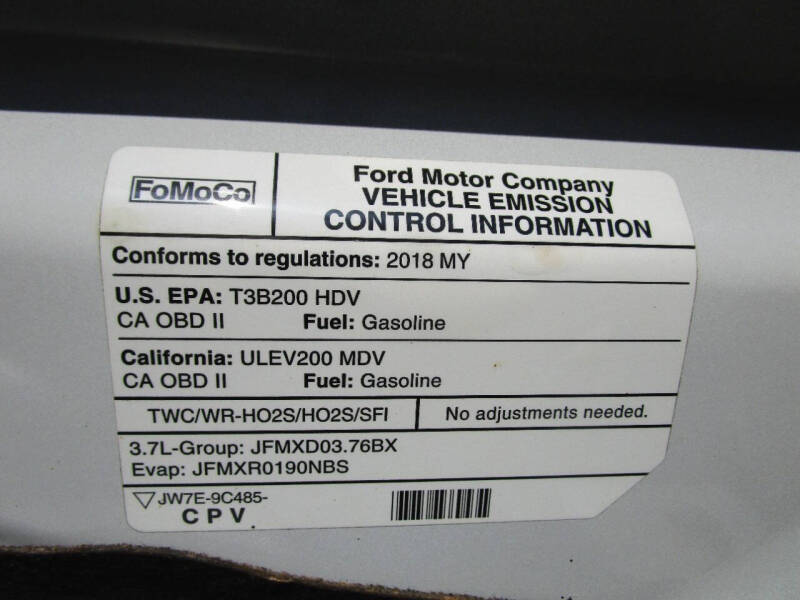 FoMoCo
Ford Motor Company
VEHICLE EMISSION
CONTROL INFORMATION
Conforms to regulations: 2018 MY
U.S. EPA: T3B200 HDV
CA OBD II Fuel: Gasoline
California: ULEV200 MDV
CA OBD II Fuel: Gasoline
TWC/WR-HO2S/HO2S/SFI No adjustments needed.
3.7L-Group: JFMXD03.76BX
Evap: JFMXR0190NBS
JW7E-9C485-
C P V